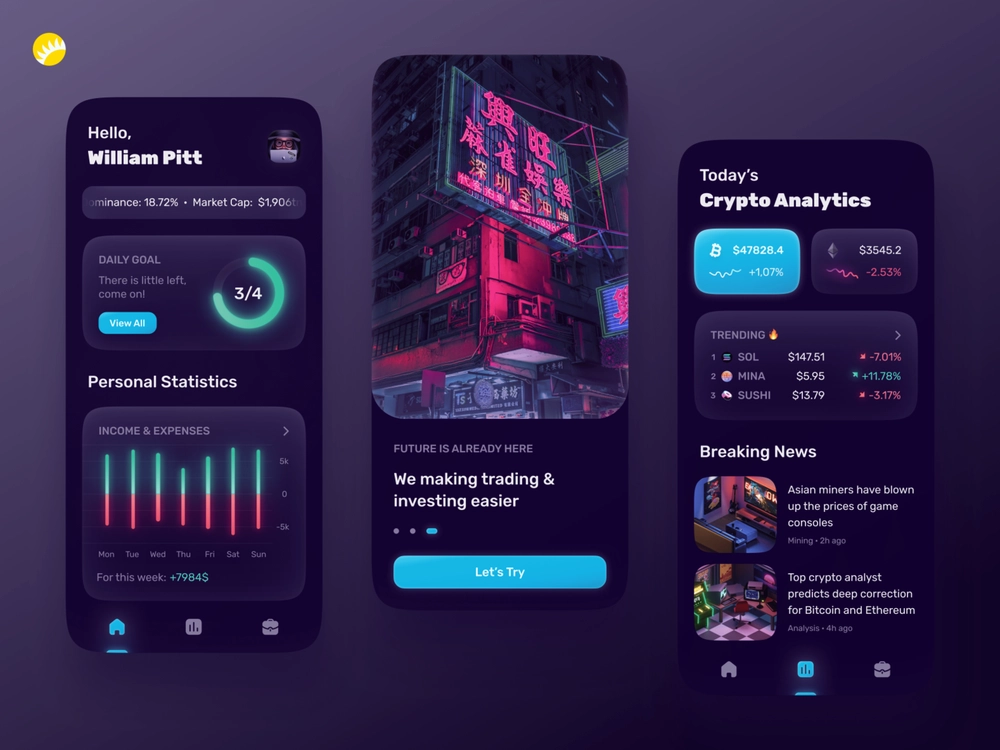 Hello,
William Pitt
ominance: 18.72% • Market Cap: $1,906
DAILY GOAL
There is little left,
come on!
View All
3/4
Personal Statistics
INCOME & EXPENSES
5k
0
-5k
Mon Tue Wed Thu Fri Sat Sun
For this week: +7984$
興旺
麻雀娛樂
深圳
FUTURE IS ALREADY HERE
We making trading &
investing easier
Let's Try
Today's
Crypto Analytics
$47828.4
+1,07%
$3545.2
-2.53%
TRENDING 🔥
1 SOL $147.51 -7.01%
2 MINA $5.95 +11.78%
3 SUSHI $13.79 -3.17%
Breaking News
Asian miners have blown
up the prices of game
consoles
Mining • 2h ago
Top crypto analyst
predicts deep correction
for Bitcoin and Ethereum
Analysis • 4h ago